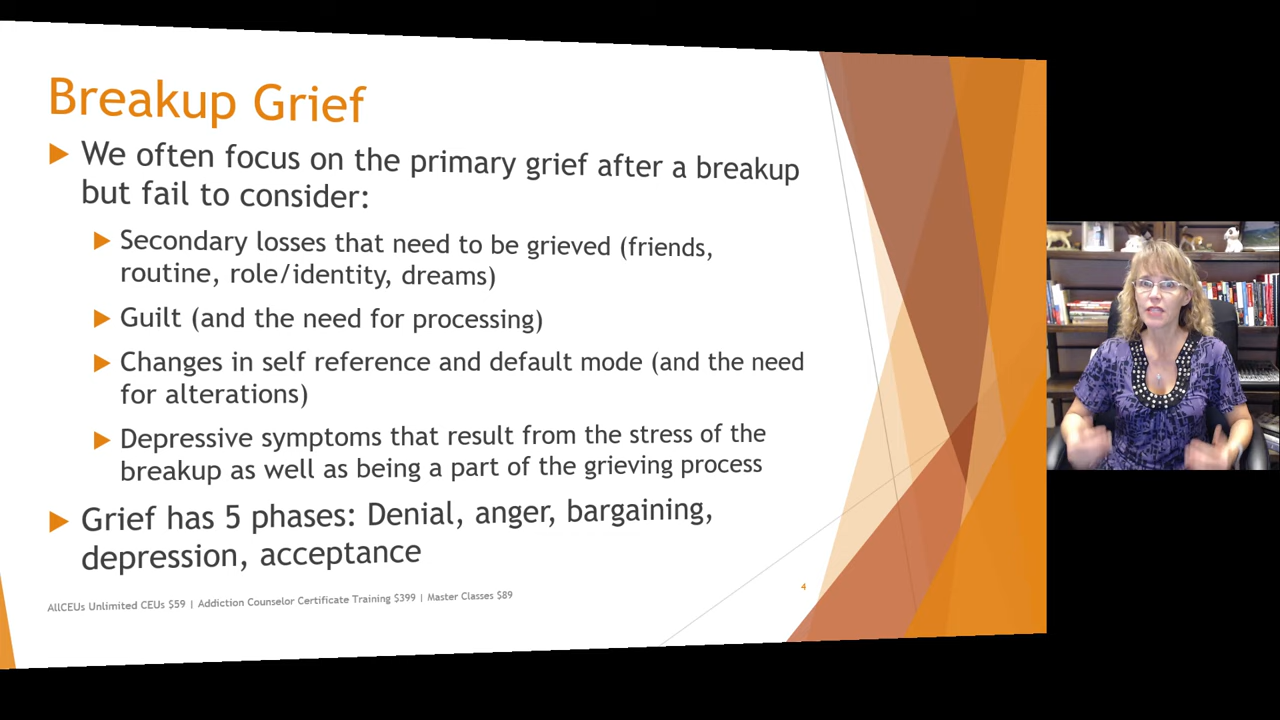 Breakup Grief
We often focus on the primary grief after a breakup
but fail to consider:
Secondary losses that need to be grieved (friends,
routine, role/identity, dreams)
Guilt (and the need for processing)
Changes in self reference and default mode (and the need
for alterations)
Depressive symptoms that result from the stress of the
breakup as well as being a part of the grieving process
Grief has 5 phases: Denial, anger, bargaining,
depression, acceptance
4
AllCEUs Unlimited CEUs $59 | Addiction Counselor Certificate Training $399 | Master Classes $89